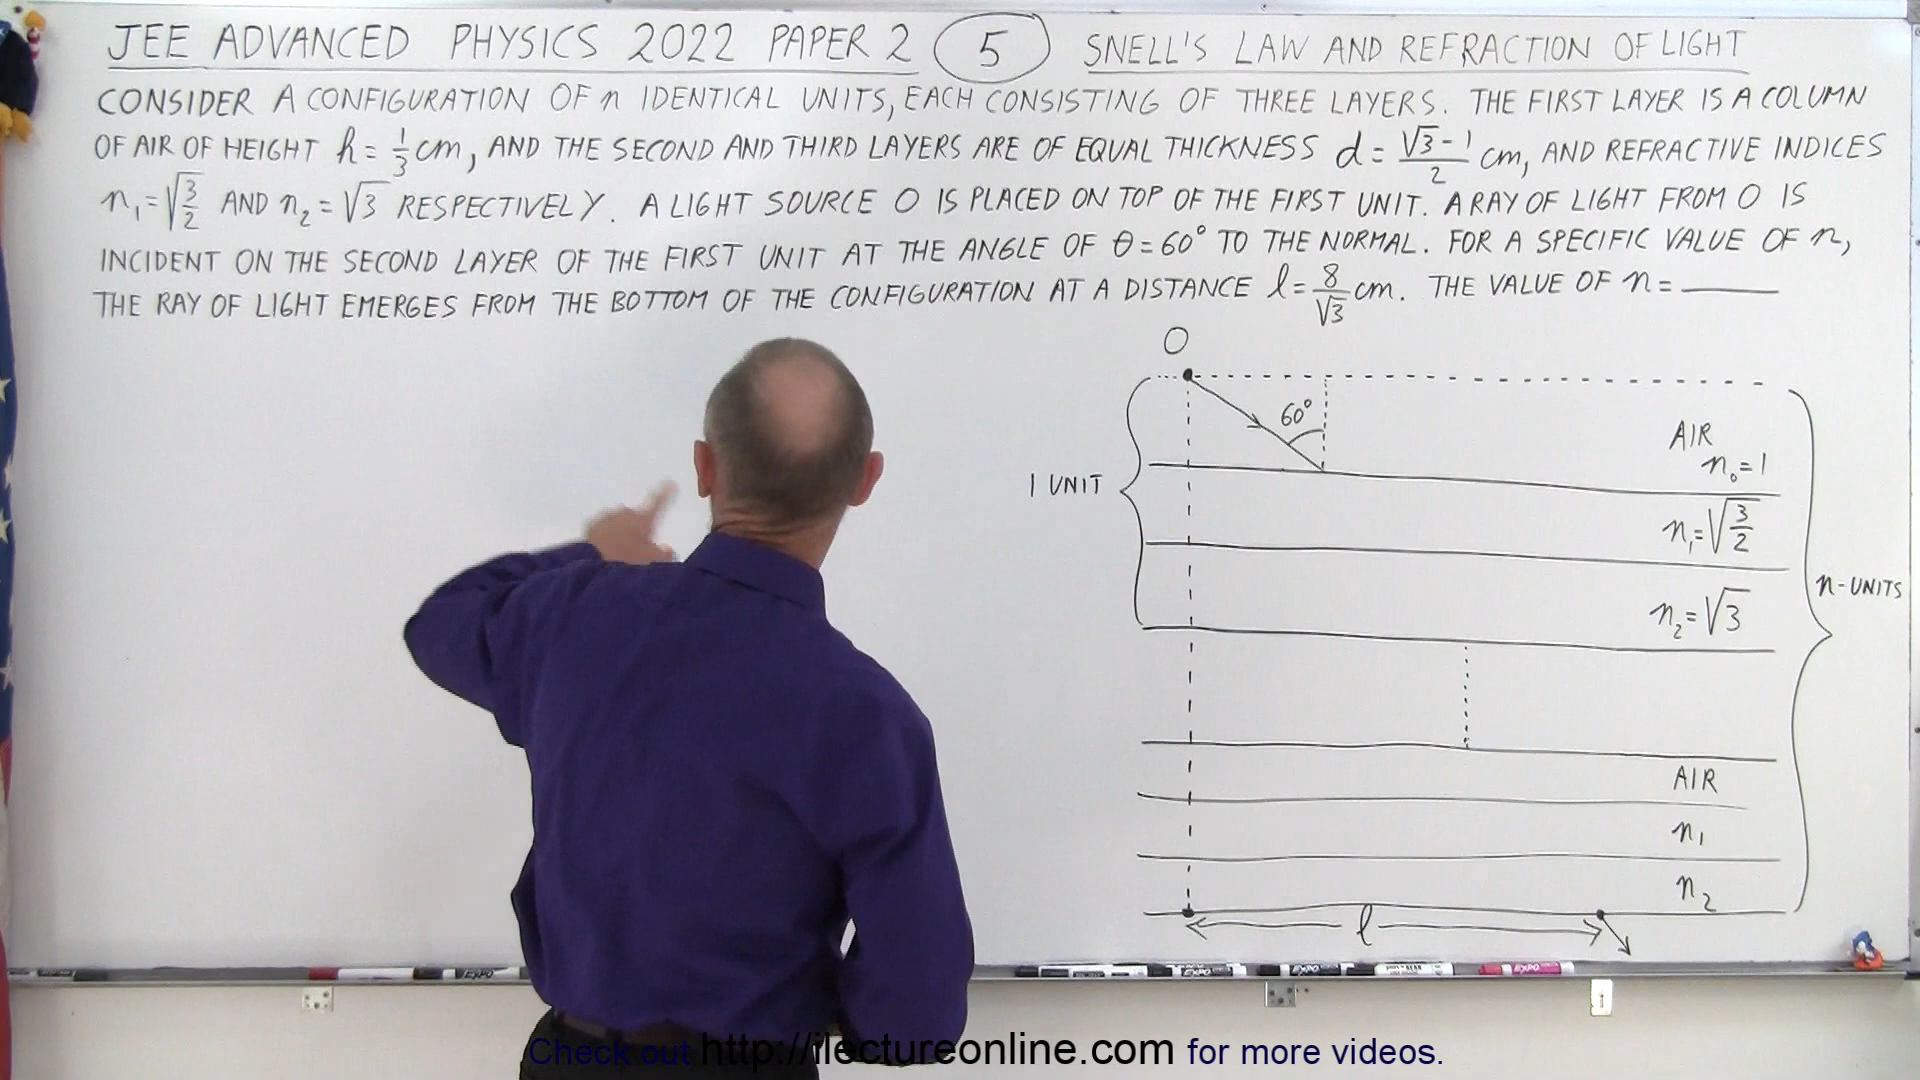 JEE ADVANCED PHYSICS 2022 PAPER 2 5 SNELL'S LAW AND REFRACTION OF LIGHT
CONSIDER A CONFIGURATION OF n IDENTICAL UNITS, EACH CONSISTING OF THREE LAYERS. THE FIRST LAYER IS A COLUMN
OF AIR OF HEIGHT h = 1/3 cm, AND THE SECOND AND THIRD LAYERS ARE OF EQUAL THICKNESS d = (√3 - 1)/2 cm, AND REFRACTIVE INDICES
n₁ = √(3/2) AND n₂ = √3 RESPECTIVELY. A LIGHT SOURCE O IS PLACED ON TOP OF THE FIRST UNIT. A RAY OF LIGHT FROM O IS
INCIDENT ON THE SECOND LAYER OF THE FIRST UNIT AT THE ANGLE OF θ = 60° TO THE NORMAL. FOR A SPECIFIC VALUE OF n,
THE RAY OF LIGHT EMERGES FROM THE BOTTOM OF THE CONFIGURATION AT A DISTANCE l = 8/√3 cm. THE VALUE OF n = ____
O
60°
AIR
n₀ = 1
1 UNIT
n₁ = √(3/2)
n-UNITS
n₂ = √3
AIR
n₁
n₂
l
EXPO
EXPO
EXPO
EXPO
Check out http://ilectureonline.com for more videos.